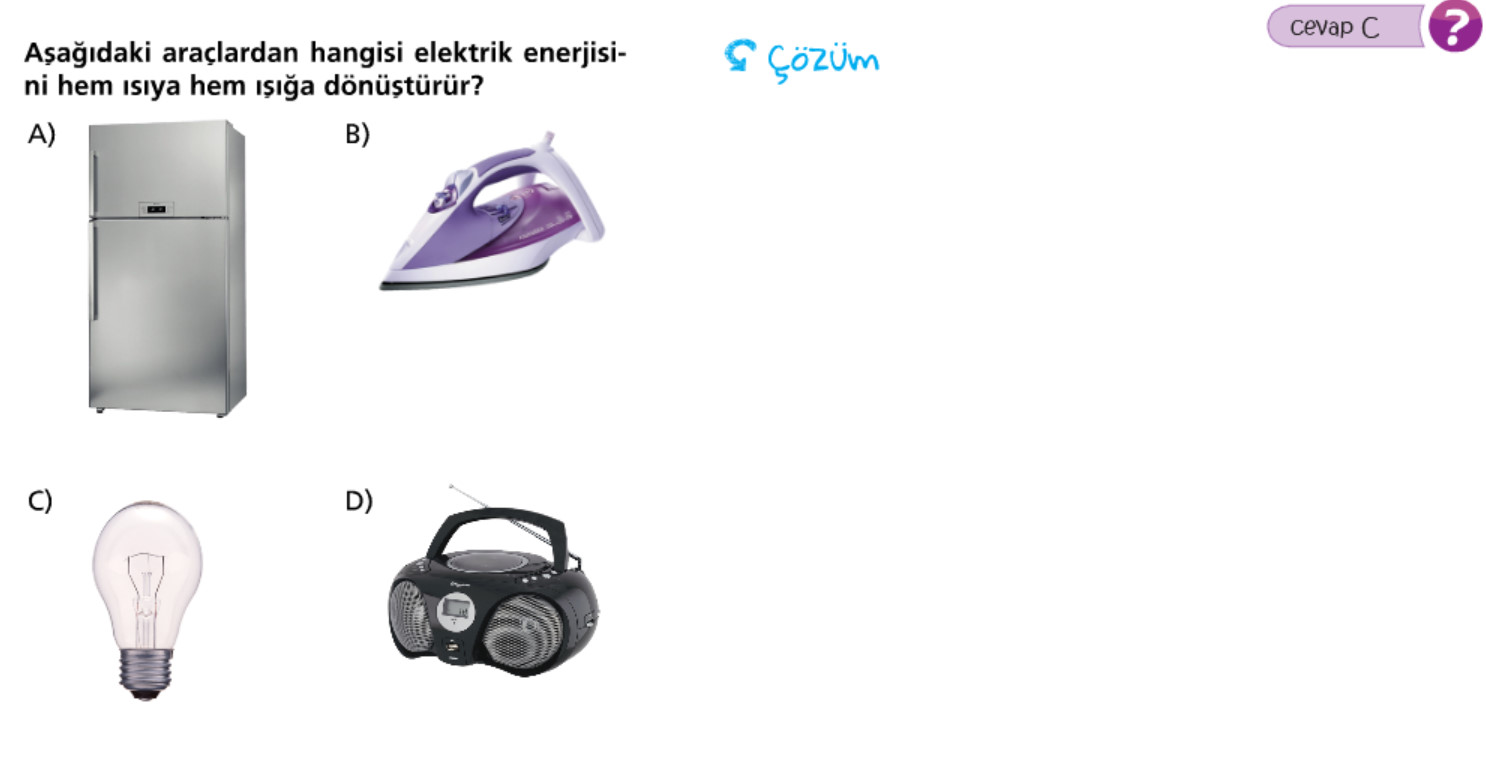 Aşağıdaki araçlardan hangisi elektrik enerjisi-
ni hem ısıya hem ışığa dönüştürür?
A)
B)
C)
D)
Çözüm
cevap C
?